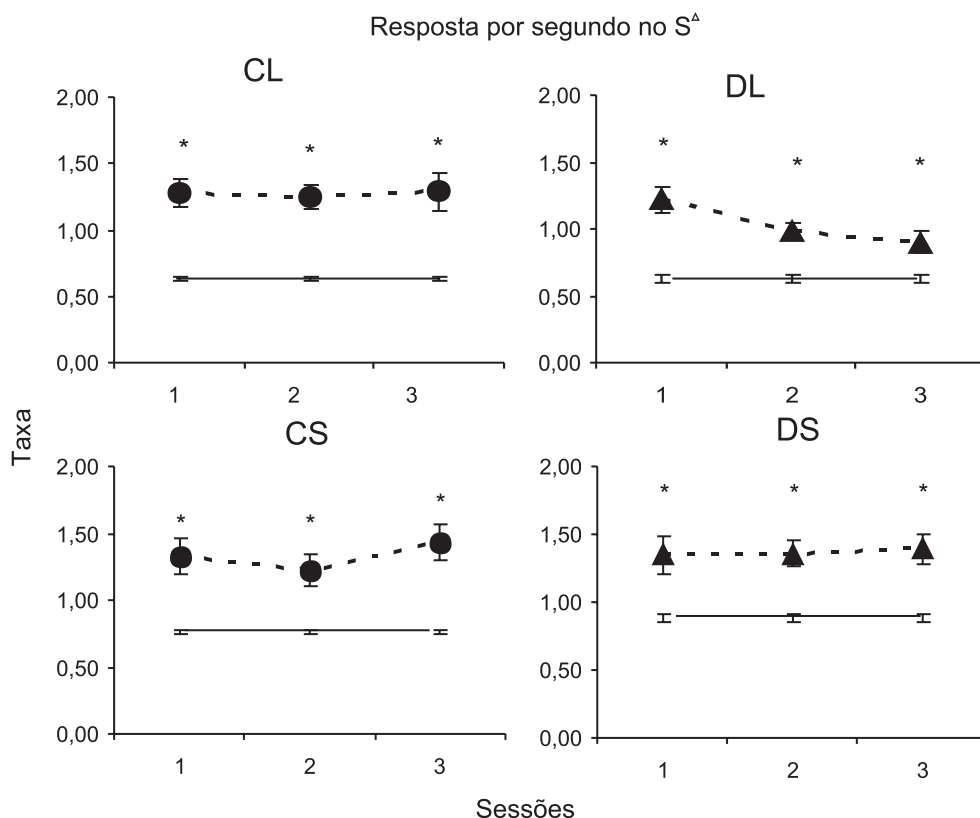 Resposta por segundo no S^Δ
CL
2,00
*
*
*
1,50
1,00
0,50
0,00
1 2 3
DL
2,00
*
*
*
1,50
1,00
0,50
0,00
1 2 3
Taxa
CS
2,00
*
*
*
1,50
1,00
0,50
0,00
1 2 3
DS
2,00
* * *
1,50
1,00
0,50
0,00
1 2 3
Sessões